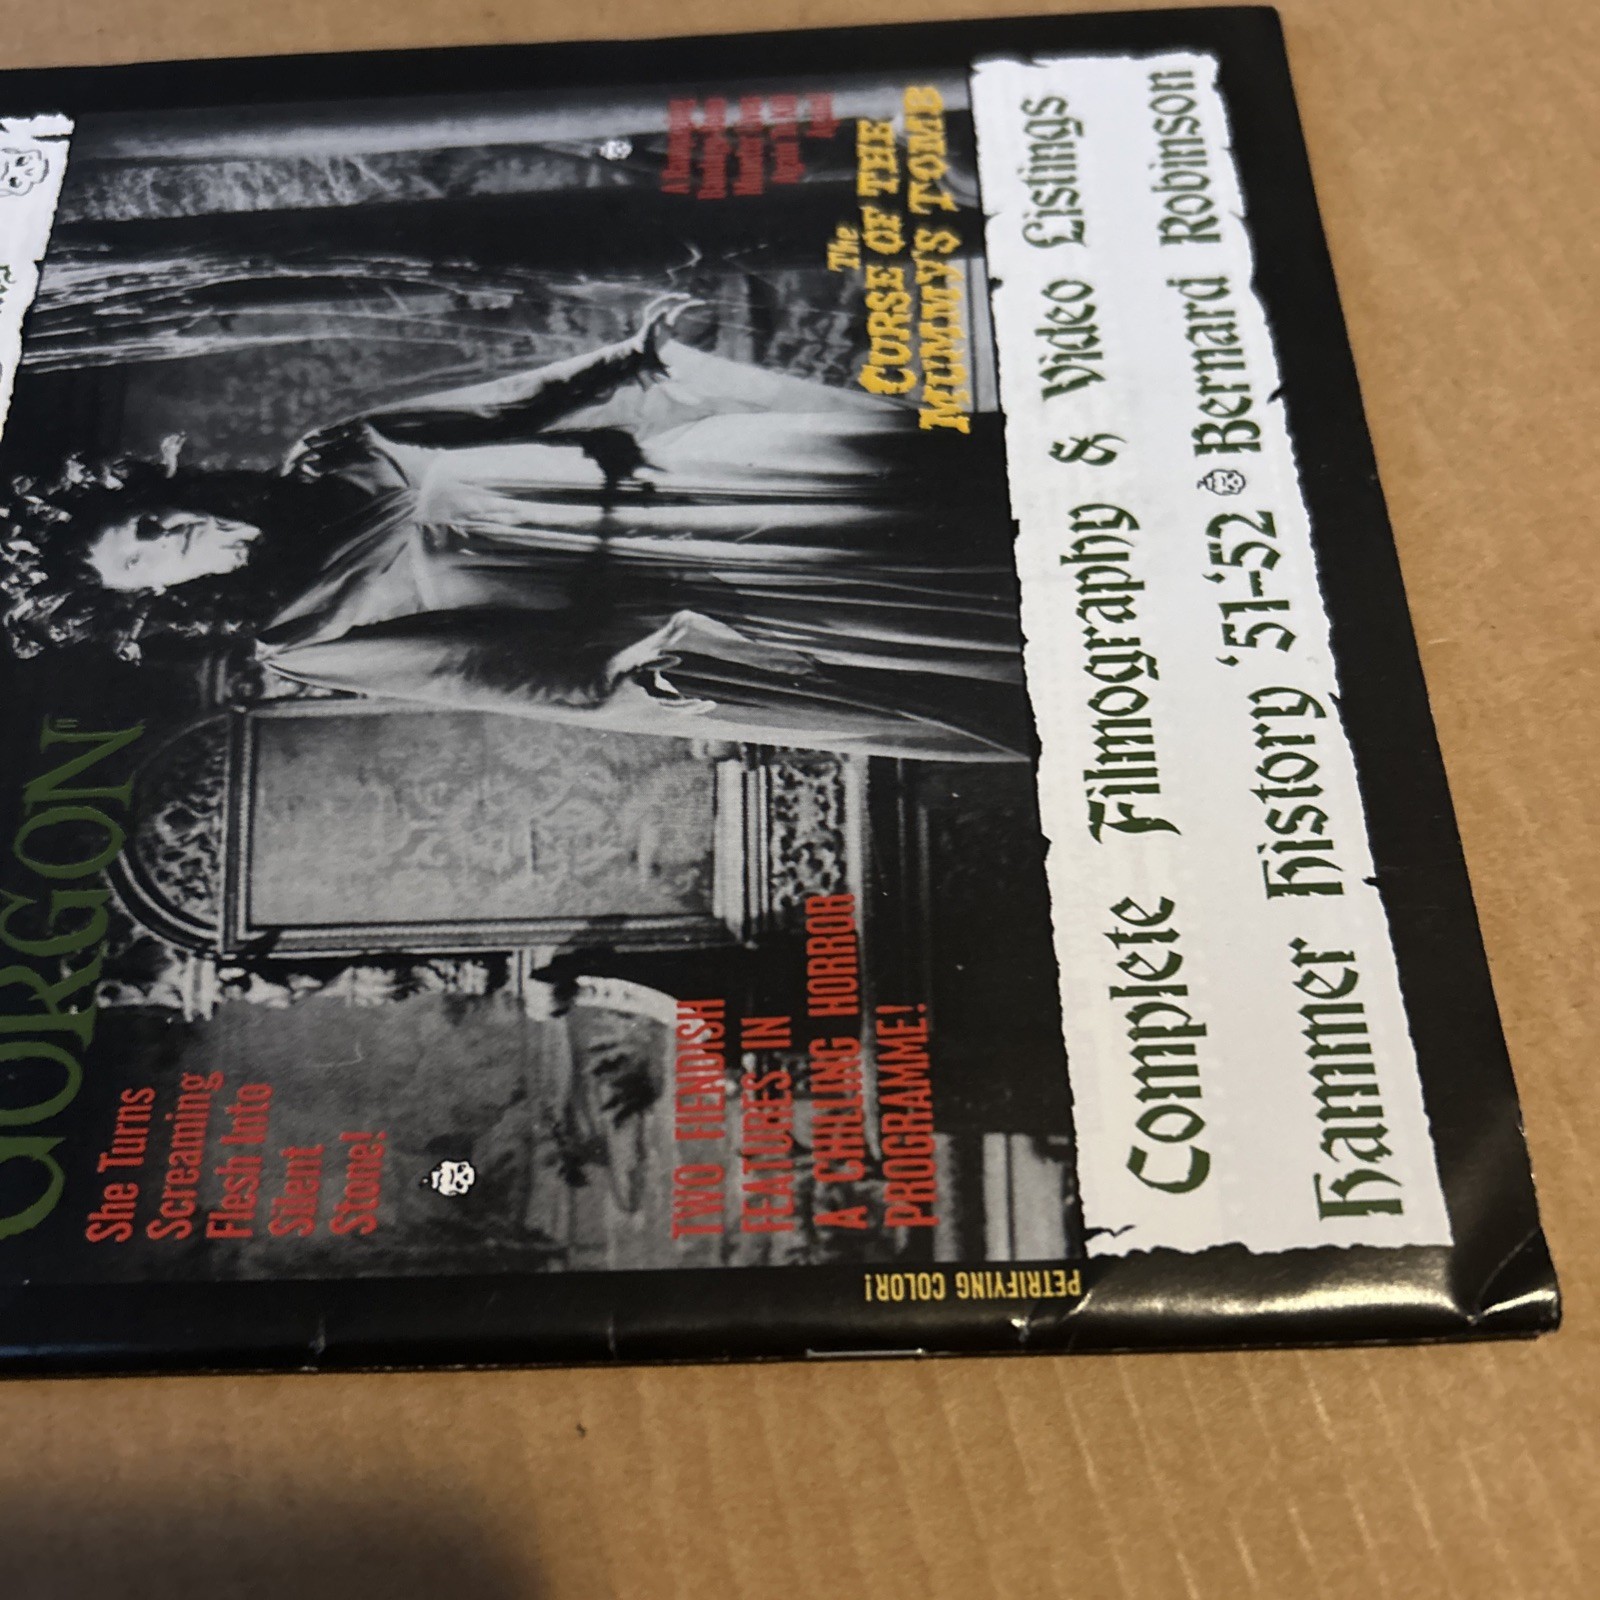 GORGON"
She Turns
Screaming
Flesh Into
Silent
Stone!
TWO FIENDISH
FEATURES IN
A CHILLING HORROR
PROGRAMME!
The
CURSE OF THE
MUMMY'S TOMB
PETRIFYING COLOR!
Complete Filmography & Video Listings
Hammer History '51-'52 Bernard Robinson